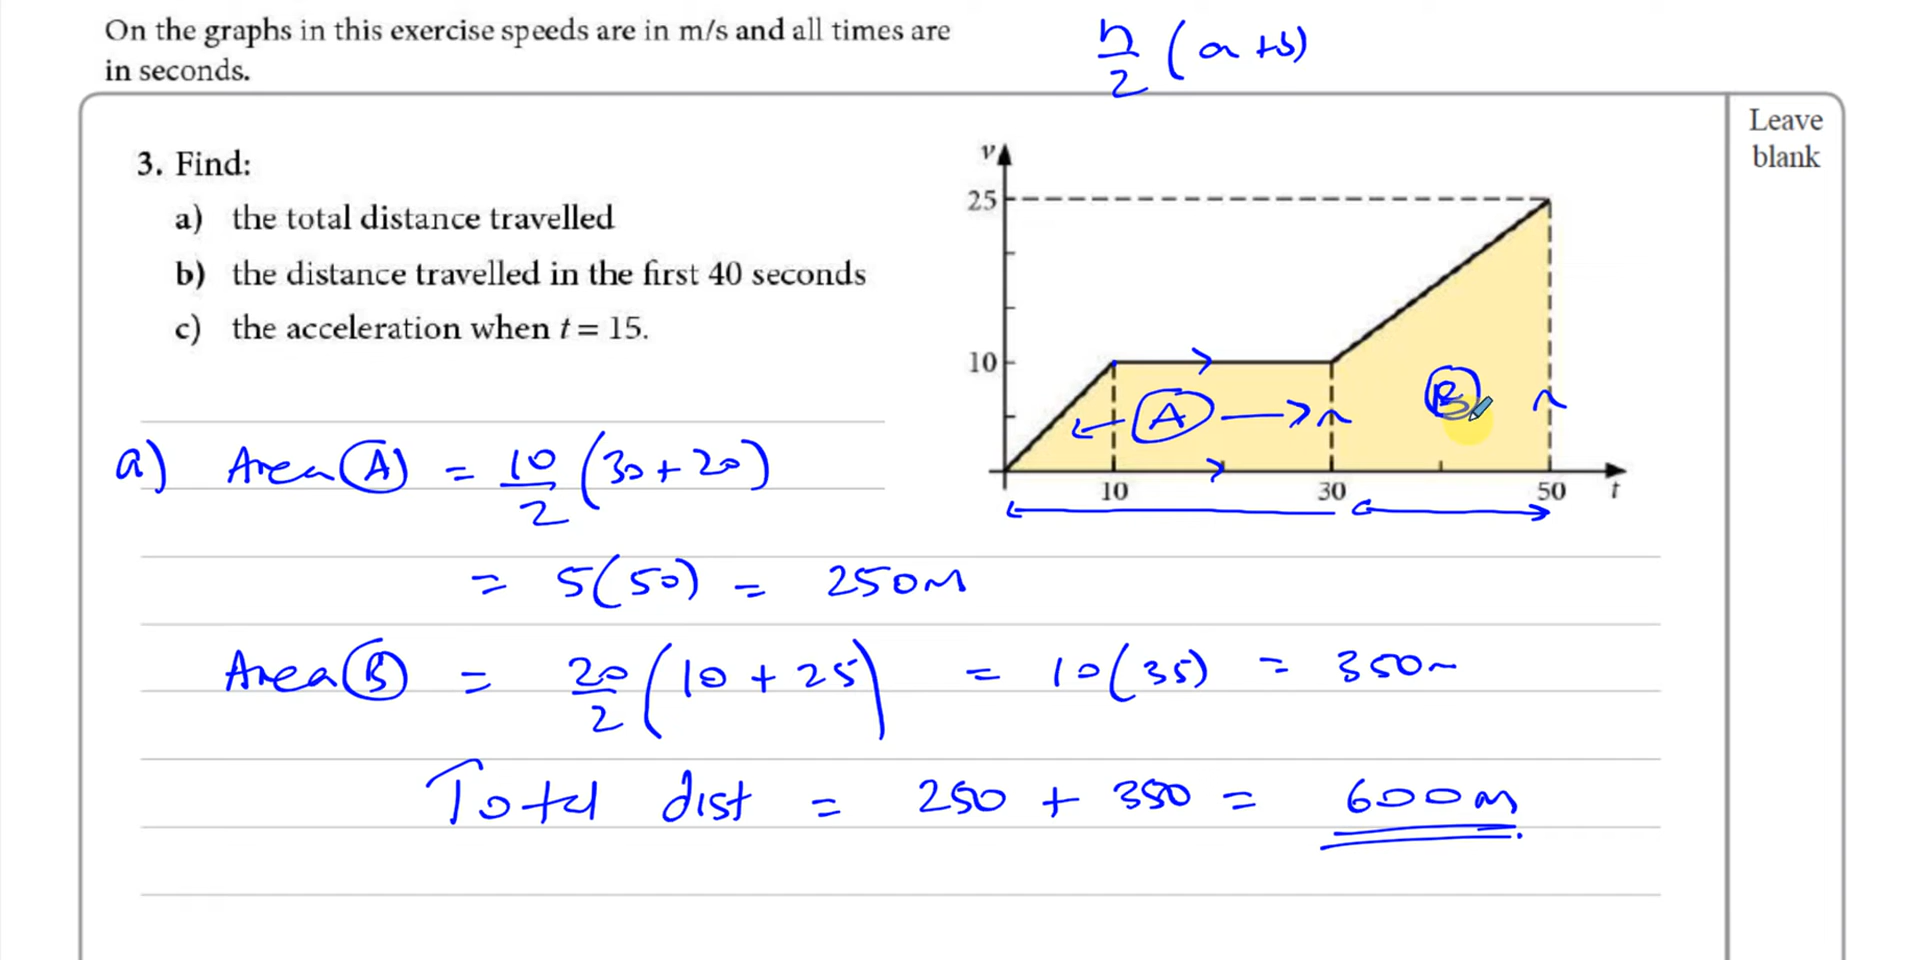 On the graphs in this exercise speeds are in m/s and all times are
in seconds.
h/2 (a+b)
Leave
blank
3. Find:
a) the total distance travelled
b) the distance travelled in the first 40 seconds
c) the acceleration when t = 15.
v
25
10
A
B
10 30 50 t
a) Area (A) = 10/2 (30+20)
= 5(50) = 250m
Area (B) = 20/2 (10 + 25) = 10(35) = 350m
Total dist = 250 + 350 = 600m